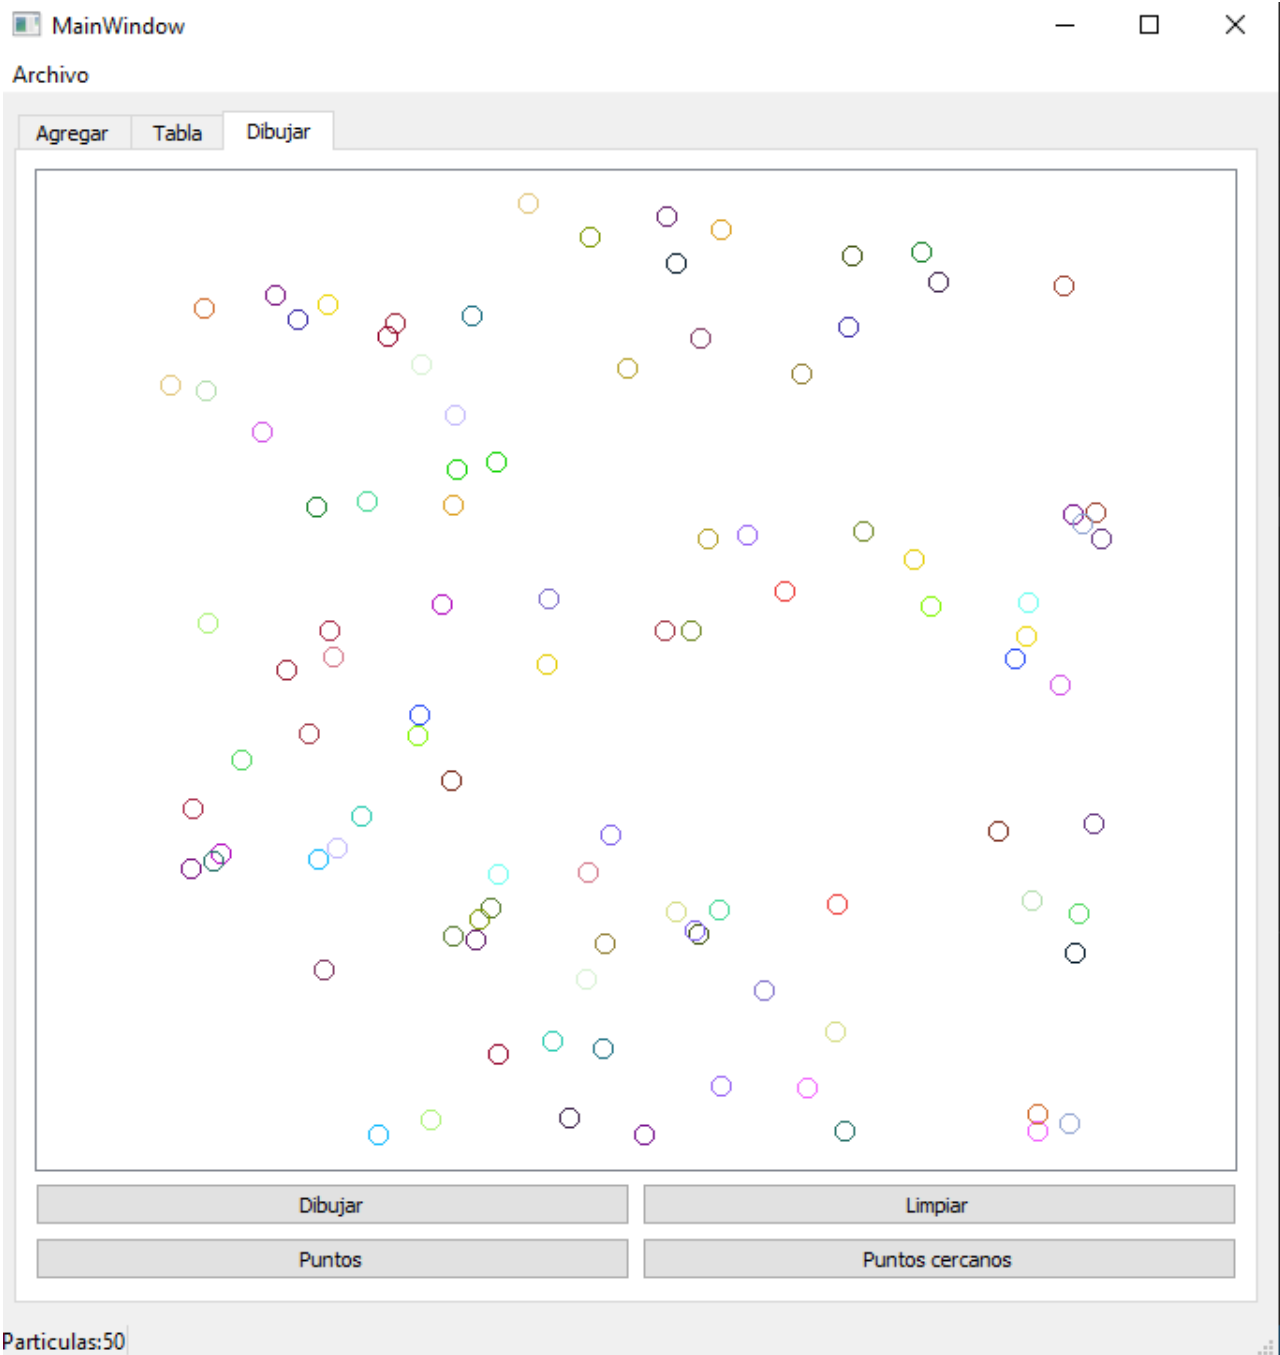 MainWindow
Archivo
Agregar Tabla Dibujar
Dibujar Limpiar
Puntos Puntos cercanos
Particulas:50